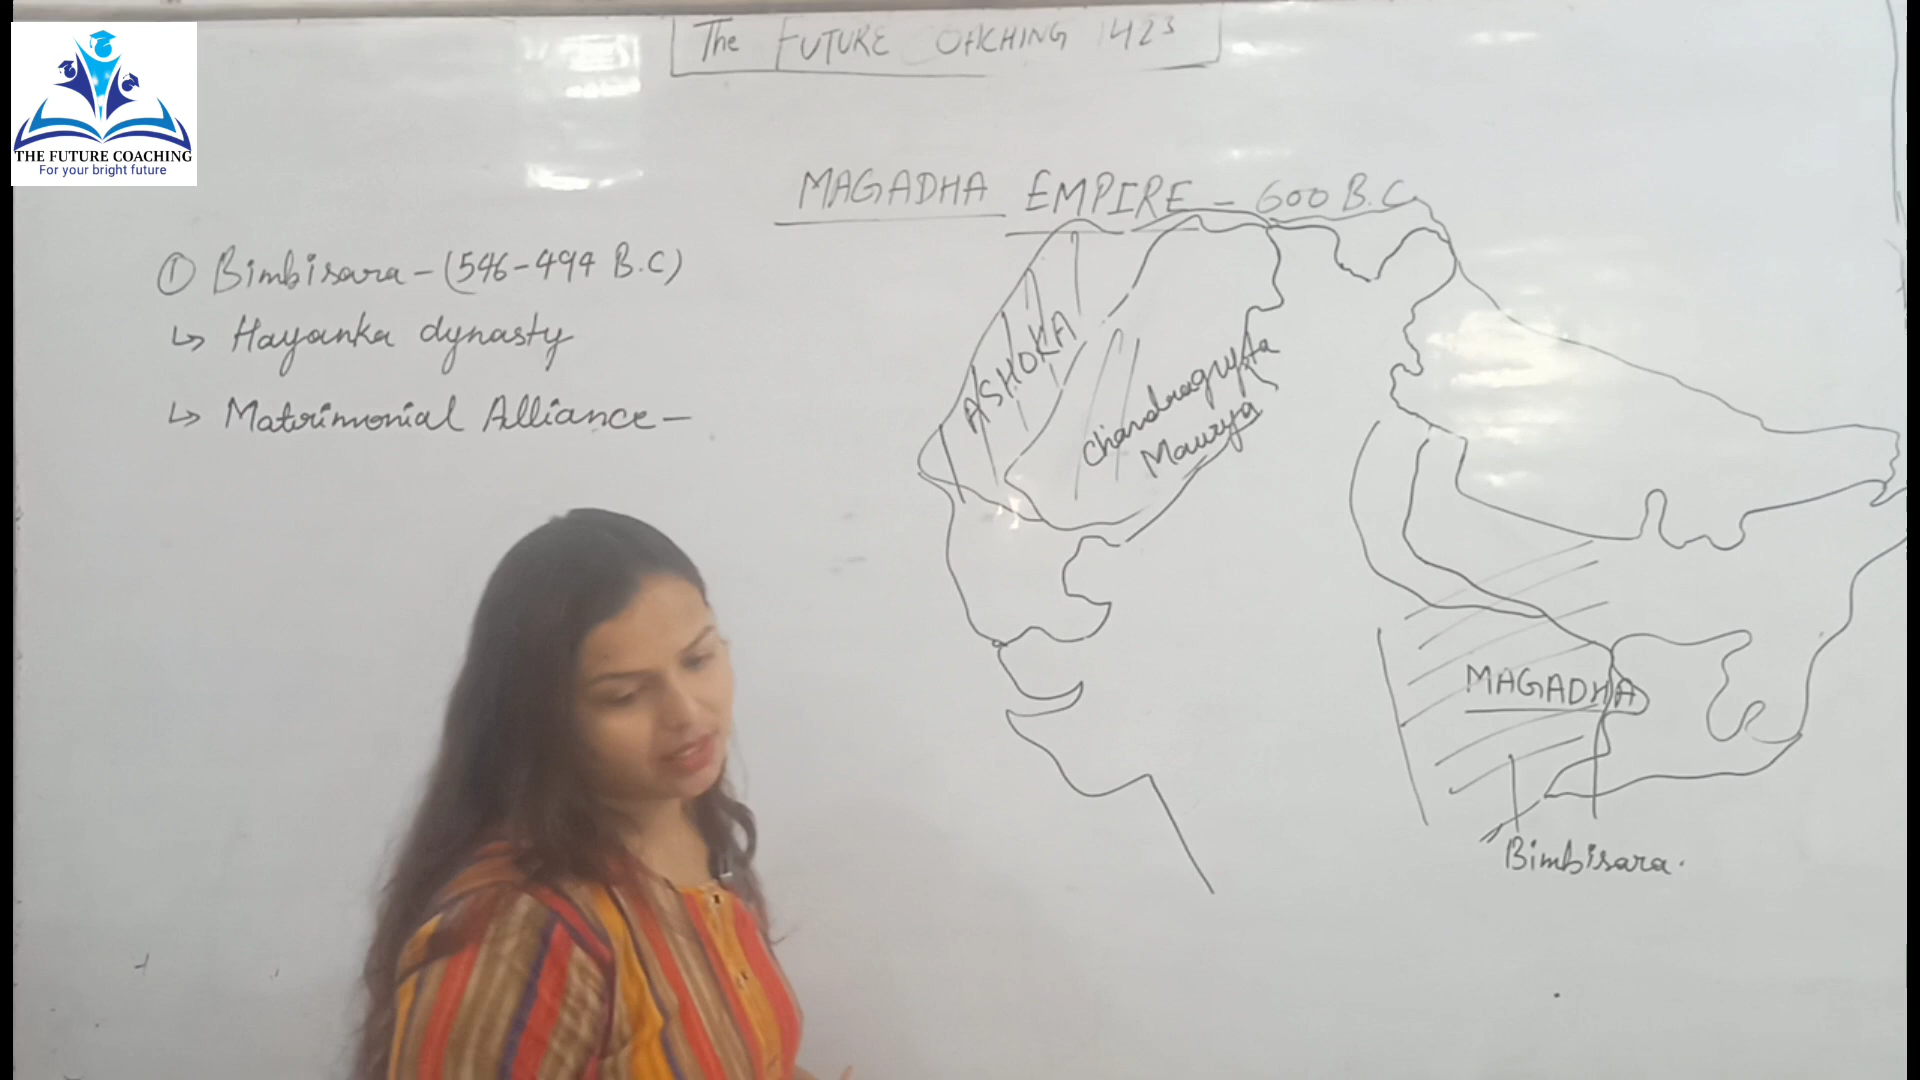 The FUTURE COACHING 1423
THE FUTURE COACHING
For your bright future
MAGADHA EMPIRE - 600 B.C.
① Bimbisara - (546-494 B.C)
↳ Hayanka dynasty
↳ Matrimonial Alliance -
ASHOKA
Chandragupta
Maurya
MAGADHA
Bimbisara.